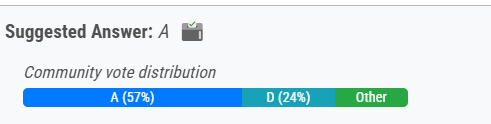 Suggested Answer: A
Community vote distribution
A (57%) D (24%) Other